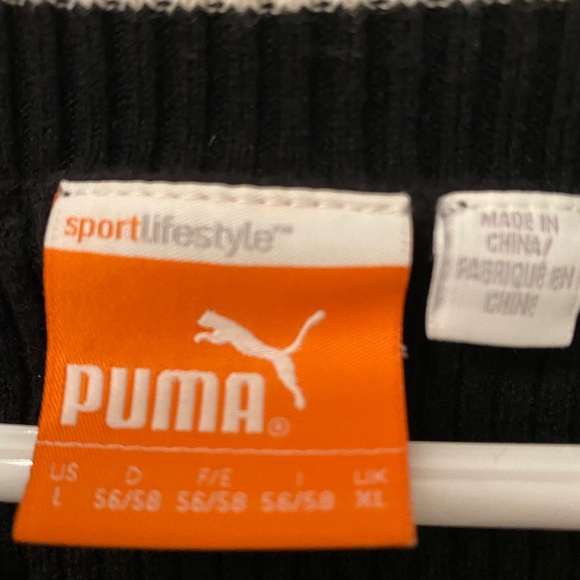 sportlifestyle™
PUMA®
US D F/E I UK
L 56/58 56/58 56/58 XL
MADE IN
CHINA/
FABRIQUÉ EN
CHINE